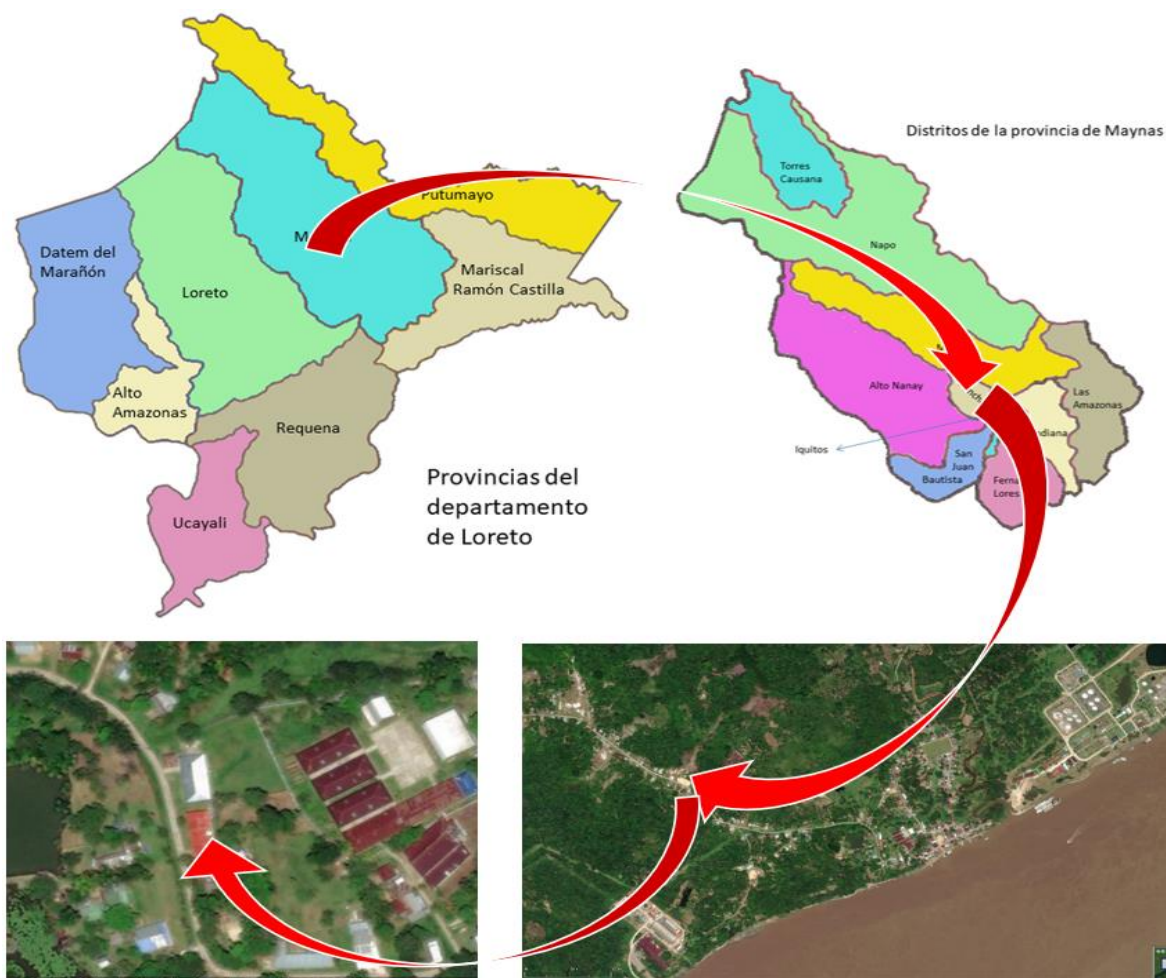 Putumayo
Datem del
Marañón
Loreto
Mariscal
Ramón Castilla
Alto
Amazonas
Requena
Ucayali
Provincias del
departamento
de Loreto
Distritos de la provincia de Maynas
Torres
Causana
Napo
Alto Nanay
Las
Amazonas
Iquitos
San
Juan
Bautista